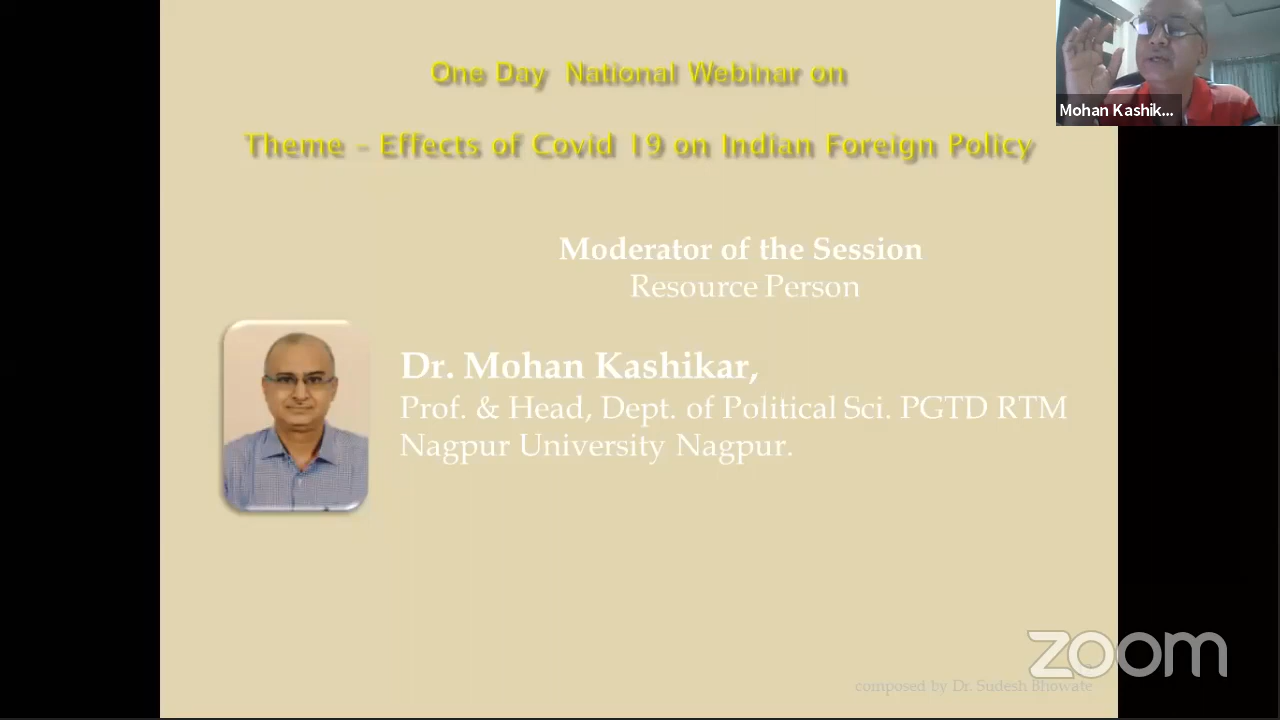 One Day National Webinar on
Theme – Effects of Covid 19 on Indian Foreign Policy
Mohan Kashik...
Moderator of the Session
Resource Person
Dr. Mohan Kashikar,
Prof. & Head, Dept. of Political Sci. PGTD RTM
Nagpur University Nagpur.
zoom
composed by Dr. Sudesh Bhowate